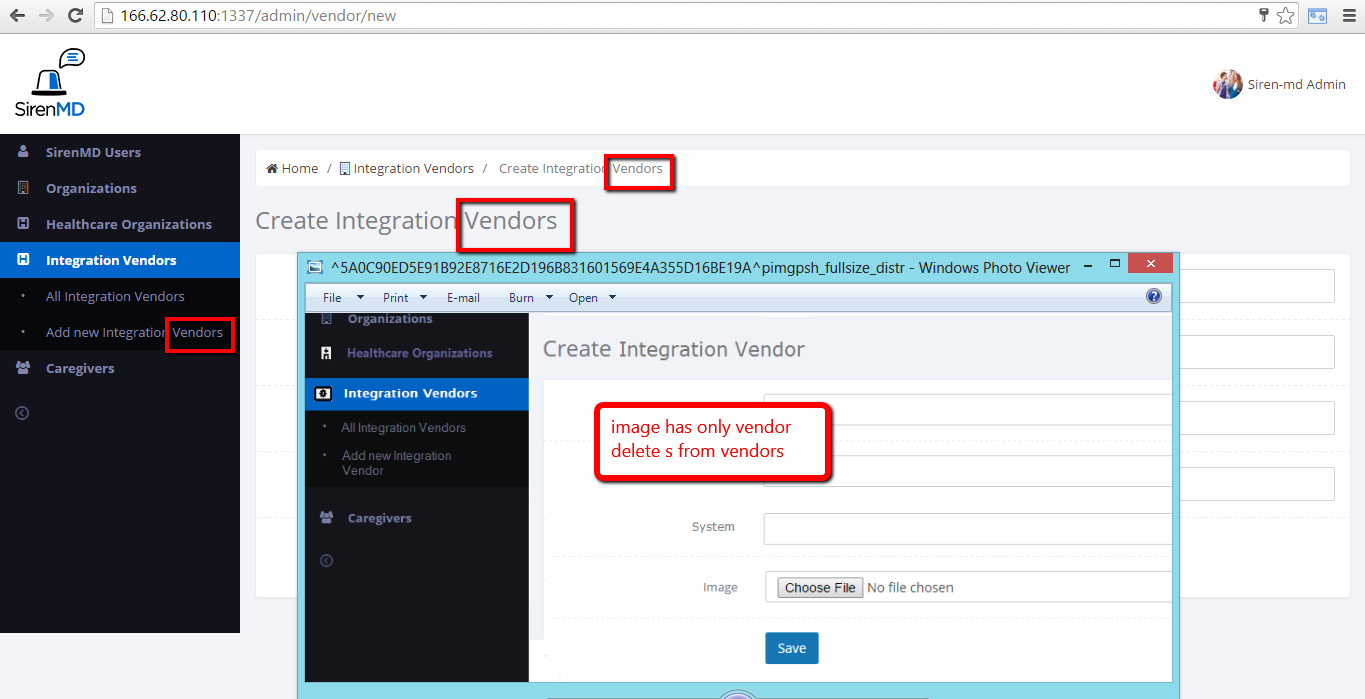 166.62.80.110:1337/admin/vendor/new
SirenMD
Siren-md Admin
SirenMD Users
Organizations
Healthcare Organizations
Integration Vendors
All Integration Vendors
Add new Integration Vendors
Caregivers
Home / Integration Vendors / Create Integration Vendors
Create Integration Vendors
^5A0C90ED5E91B92E8716E2D196B831601569E4A355D16BE19A^pimgpsh_fullsize_distr - Windows Photo Viewer
File Print E-mail Burn Open
Organizations
Healthcare Organizations
Integration Vendors
All Integration Vendors
Add new Integration
Vendor
Caregivers
Create Integration Vendor
image has only vendor
delete s from vendors
System
Image Choose File No file chosen
Save